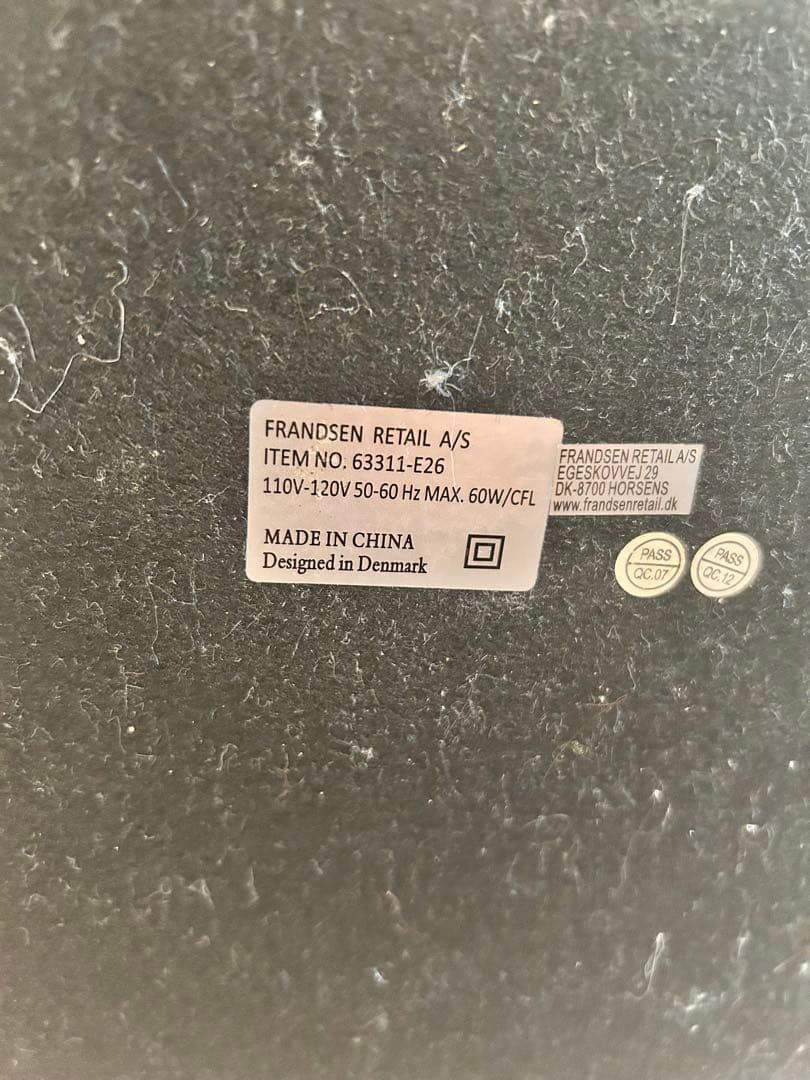 FRANDSEN RETAIL A/S
ITEM NO. 63311-E26
110V-120V 50-60 Hz MAX. 60W/CFL
MADE IN CHINA
Designed in Denmark
FRANDSEN RETAIL A/S
EGESKOVVEJ 29
DK-8700 HORSENS
www.frandsenretail.dk
PASS
QC.07
PASS
QC.12